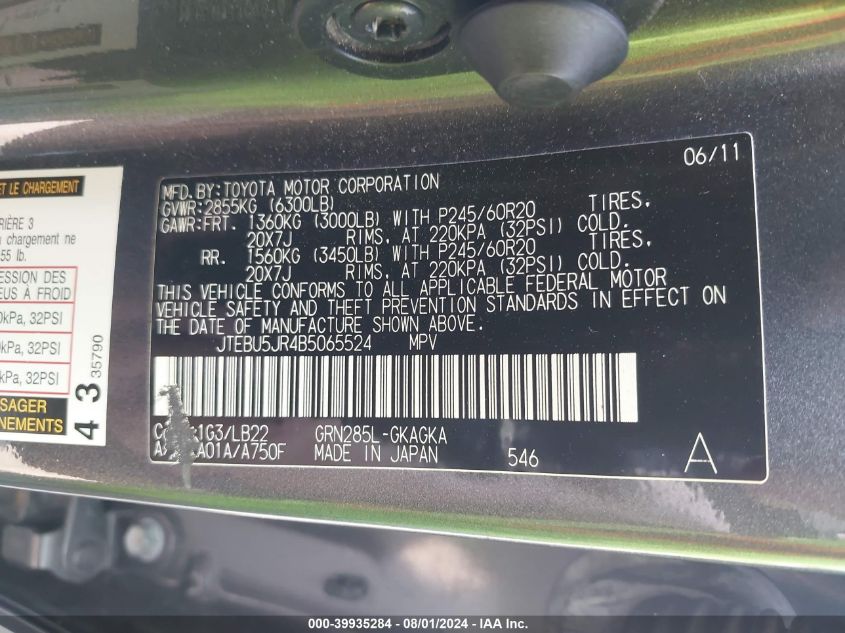 06/11
MFD. BY: TOYOTA MOTOR CORPORATION
GVWR: 2855KG (6300LB)
GAWR: FRT. 1360KG (3000LB) WITH P245/60R20 TIRES,
20X7J RIMS, AT 220KPA (32PSI) COLD.
RR. 1560KG (3450LB) WITH P245/60R20 TIRES,
20X7J RIMS, AT 220KPA (32PSI) COLD.
THIS VEHICLE CONFORMS TO ALL APPLICABLE FEDERAL MOTOR
VEHICLE SAFETY AND THEFT PREVENTION STANDARDS IN EFFECT ON
THE DATE OF MANUFACTURE SHOWN ABOVE.
JTEBU5JR4B5065524 MPV
1G3/LB22 GRN285L-GKAGKA
A01A/A750F MADE IN JAPAN 546 A
ET LE CHARGEMENT
3
chargement ne
55 lb.
DES
À FROID
kPa, 32PSI
kPa, 32PSI
kPa, 32PSI
4 3 35790
000-39935284 - 08/01/2024 - IAA Inc.